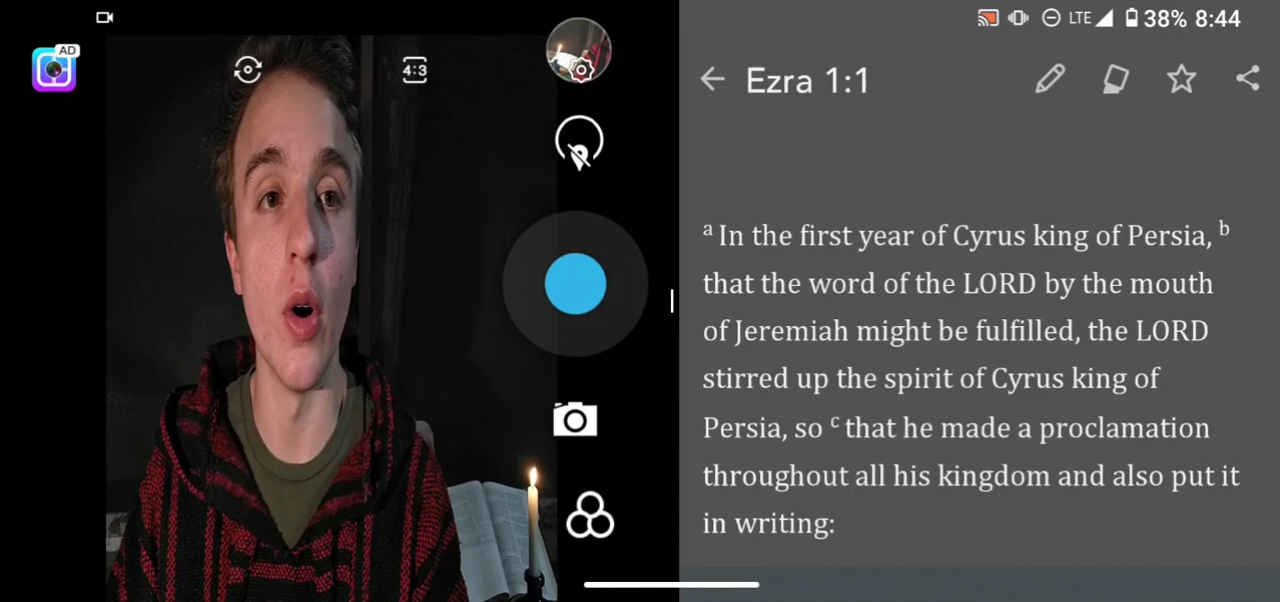 AD
4:3
LTE 38% 8:44
Ezra 1:1
a In the first year of Cyrus king of Persia, b
that the word of the LORD by the mouth
of Jeremiah might be fulfilled, the LORD
stirred up the spirit of Cyrus king of
Persia, so c that he made a proclamation
throughout all his kingdom and also put it
in writing: